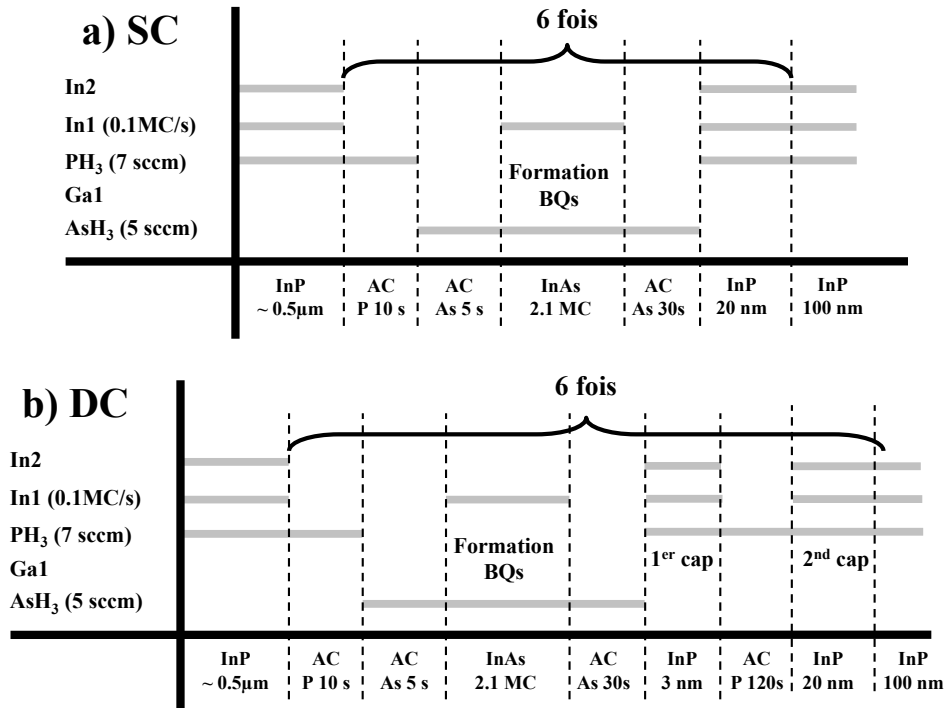 a) SC
6 fois
In2
In1 (0.1MC/s)
PH3 (7 sccm)
Ga1
AsH3 (5 sccm)
Formation
BQs
InP
~ 0.5µm
AC
P 10 s
AC
As 5 s
InAs
2.1 MC
AC
As 30s
InP
20 nm
InP
100 nm
b) DC
6 fois
In2
In1 (0.1MC/s)
PH3 (7 sccm)
Ga1
AsH3 (5 sccm)
Formation
BQs
1er cap
2nd cap
InP
~ 0.5µm
AC
P 10 s
AC
As 5 s
InAs
2.1 MC
AC
As 30s
InP
3 nm
AC
P 120s
InP
20 nm
InP
100 nm